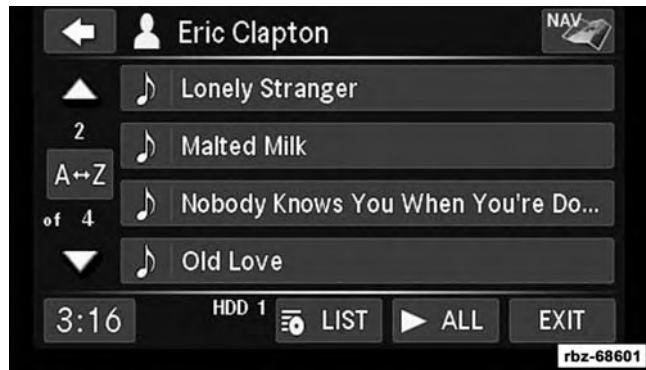 Eric Clapton
NAV
Lonely Stranger
2
Malted Milk
A↔Z
of 4
Nobody Knows You When You're Do...
Old Love
3:16
HDD 1
LIST
ALL
EXIT
rbz-68601